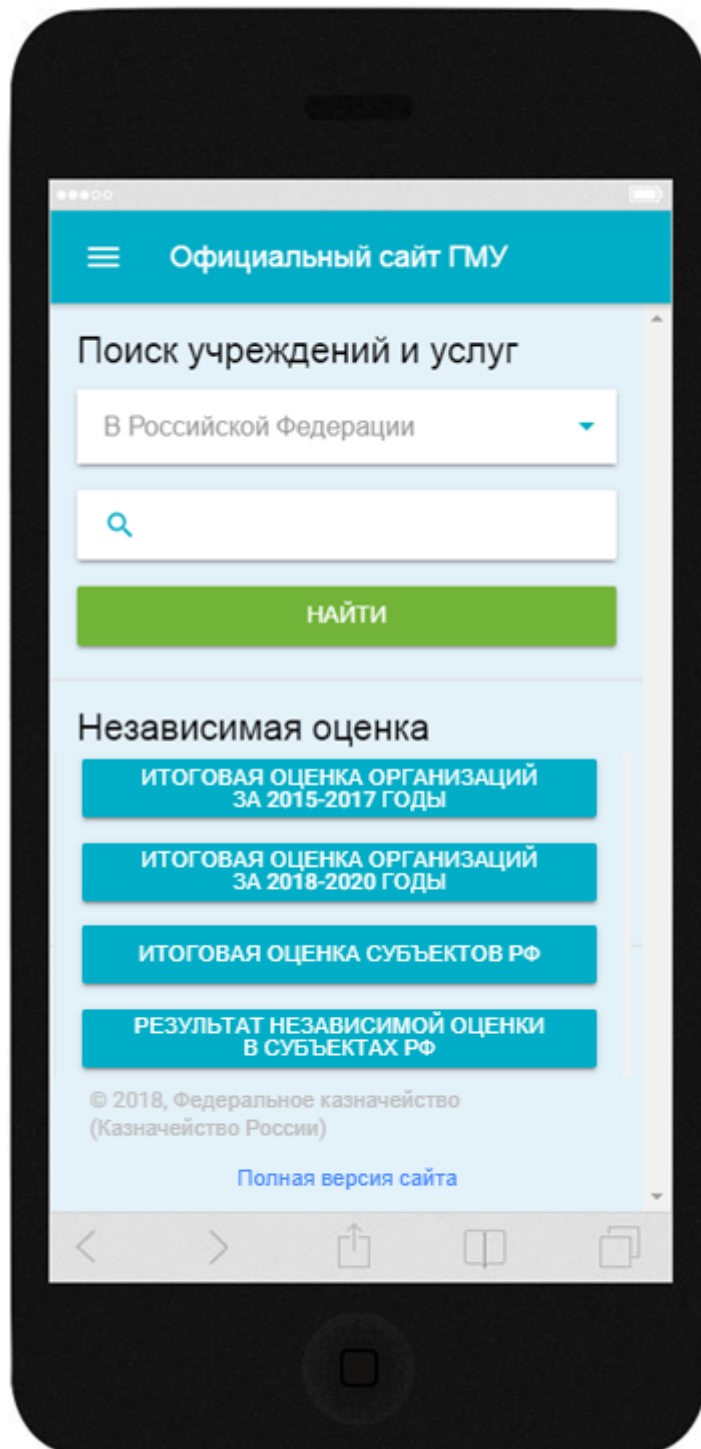 Официальный сайт ГМУ
Поиск учреждений и услуг
В Российской Федерации
НАЙТИ
Независимая оценка
ИТОГОВАЯ ОЦЕНКА ОРГАНИЗАЦИЙ
ЗА 2015-2017 ГОДЫ
ИТОГОВАЯ ОЦЕНКА ОРГАНИЗАЦИЙ
ЗА 2018-2020 ГОДЫ
ИТОГОВАЯ ОЦЕНКА СУБЪЕКТОВ РФ
РЕЗУЛЬТАТ НЕЗАВИСИМОЙ ОЦЕНКИ
В СУБЪЕКТАХ РФ
© 2018, Федеральное казначейство
(Казначейство России)
Полная версия сайта